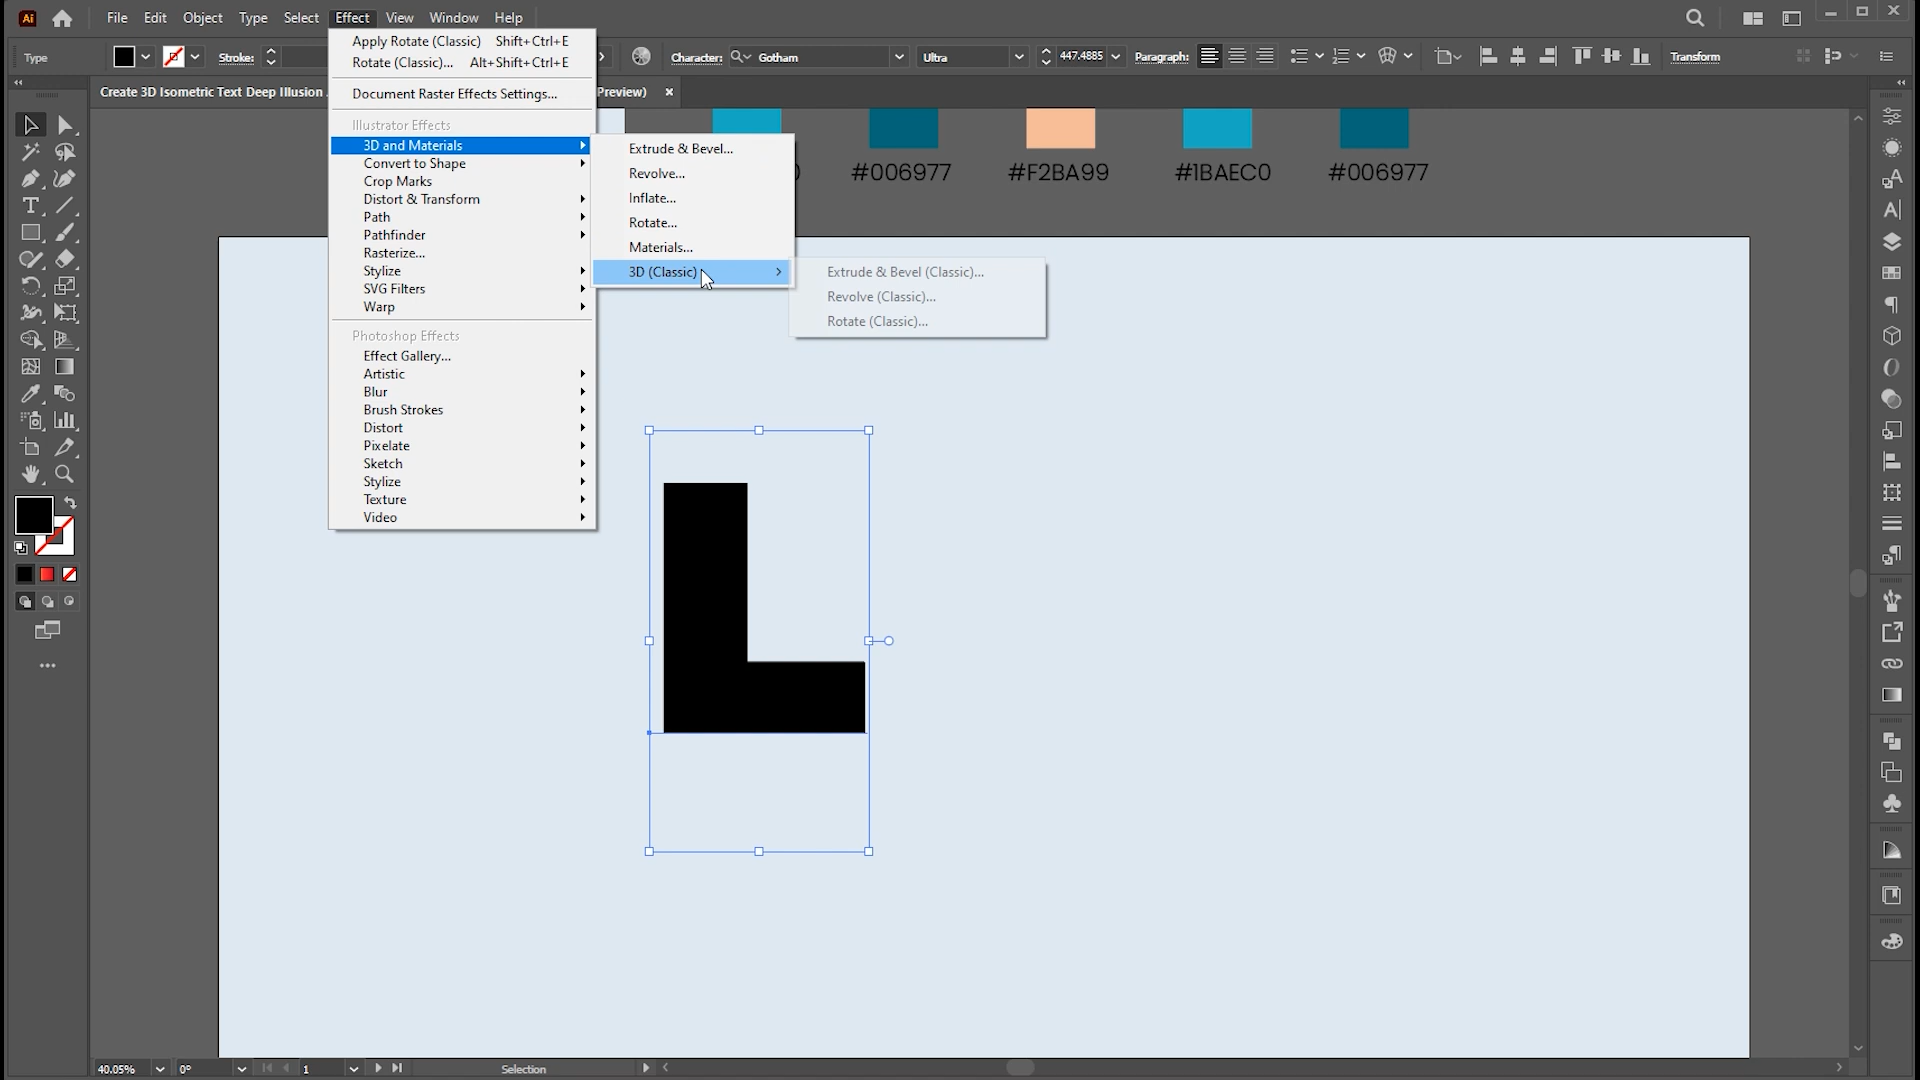 Ai File Edit Object Type Select Effect View Window Help
Type Stroke: Character: Gotham Ultra 447.4885 Paragraph: Transform
Create 3D Isometric Text Deep Illusion Preview) ×
Apply Rotate (Classic) Shift+Ctrl+E
Rotate (Classic)... Alt+Shift+Ctrl+E
Document Raster Effects Settings...
Illustrator Effects
3D and Materials
Convert to Shape
Crop Marks
Distort & Transform
Path
Pathfinder
Rasterize...
Stylize
SVG Filters
Warp
Photoshop Effects
Effect Gallery...
Artistic
Blur
Brush Strokes
Distort
Pixelate
Sketch
Stylize
Texture
Video
Extrude & Bevel...
Revolve...
Inflate...
Rotate...
Materials...
3D (Classic)
Extrude & Bevel (Classic)...
Revolve (Classic)...
Rotate (Classic)...
#006977 #F2BA99 #1BAEC0 #006977
L
40.05% 0° 1 Selection